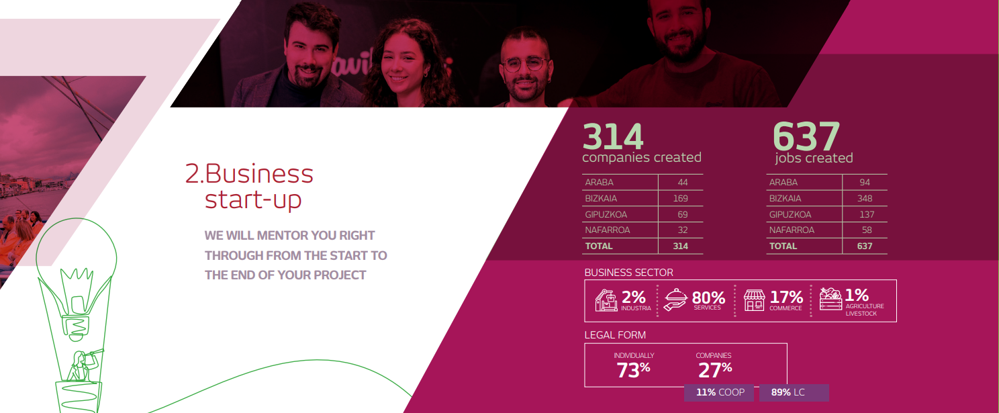 2.Business
start-up
WE WILL MENTOR YOU RIGHT
THROUGH FROM THE START TO
THE END OF YOUR PROJECT
314
companies created
ARABA 44
BIZKAIA 169
GIPUZKOA 69
NAFARROA 32
TOTAL 314
637
jobs created
ARABA 94
BIZKAIA 348
GIPUZKOA 137
NAFARROA 58
TOTAL 637
BUSINESS SECTOR
2%
INDUSTRIA
80%
SERVICES
17%
COMMERCE
1%
AGRICULTURE
LIVESTOCK
LEGAL FORM
INDIVIDUALLY
73%
COMPANIES
27%
11% COOP
89% LC